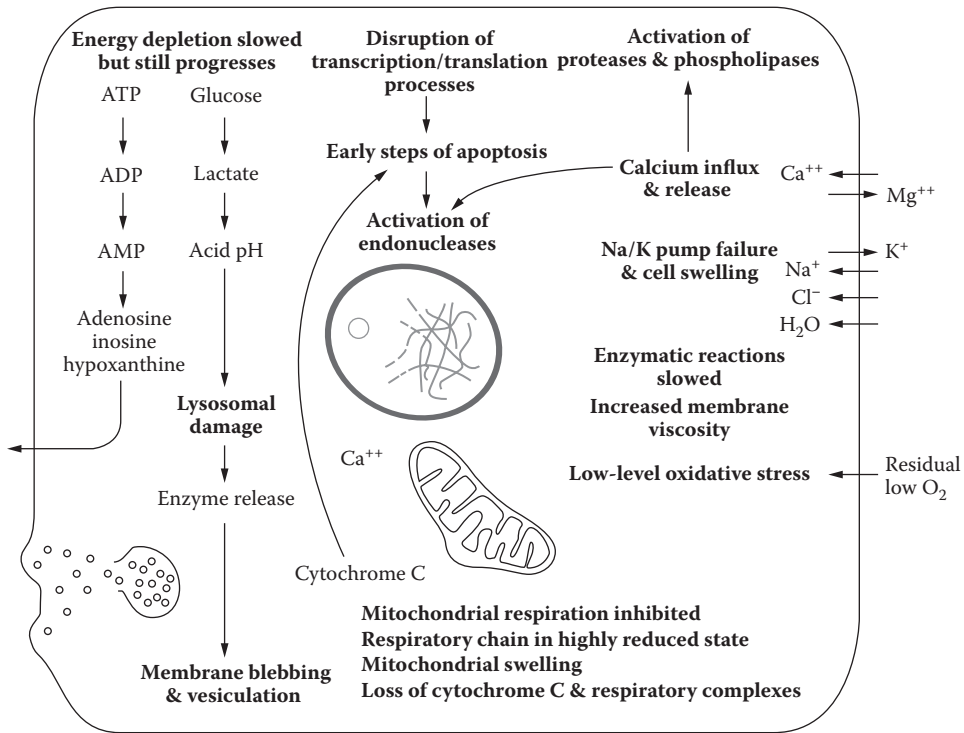 Energy depletion slowed
but still progresses
ATP
Glucose
ADP
Lactate
AMP
Acid pH
Adenosine
inosine
hypoxanthine
Lysosomal
damage
Enzyme release
Membrane blebbing
& vesiculation
Disruption of
transcription/translation
processes
Early steps of apoptosis
Activation of
endonucleases
Ca++
Cytochrome C
Mitochondrial respiration inhibited
Respiratory chain in highly reduced state
Mitochondrial swelling
Loss of cytochrome C & respiratory complexes
Activation of
proteases & phospholipases
Calcium influx
& release
Ca++
Mg++
Na/K pump failure
& cell swelling
K+
Na+
Cl−
H2O
Enzymatic reactions
slowed
Increased membrane
viscosity
Low-level oxidative stress
Residual
low O2